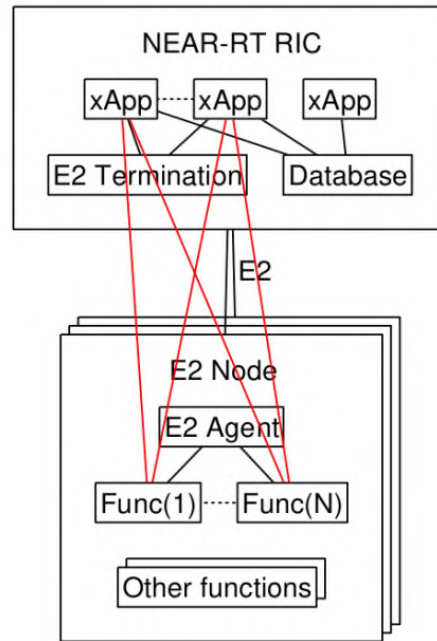 NEAR-RT RIC
xApp xApp xApp
E2 Termination Database
E2
E2 Node
E2 Agent
Func(1) Func(N)
Other functions